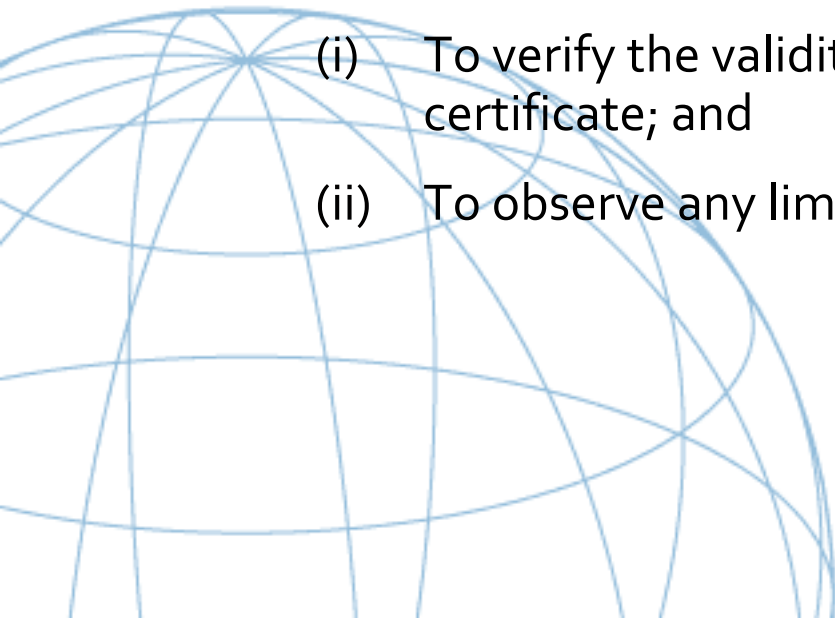 (i) To verify the
certificate; and
(ii) To observe any